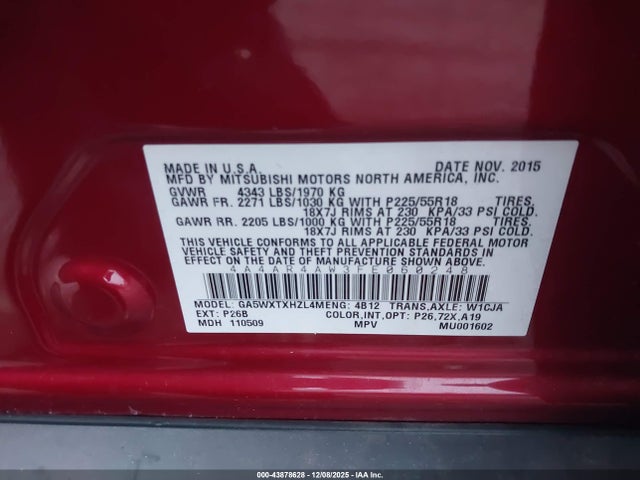 MADE IN U.S.A. DATE NOV. 2015
MFD BY MITSUBISHI MOTORS NORTH AMERICA, INC.
GVWR 4343 LBS/1970 KG
GAWR FR. 2271 LBS/1030 KG WITH P225/55R18 TIRES,
18X7J RIMS AT 230 KPA/33 PSI COLD.
GAWR RR. 2205 LBS/1000 KG WITH P225/55R18 TIRES,
18X7J RIMS AT 230 KPA/33 PSI COLD.
THIS VEHICLE CONFORMS TO ALL APPLICABLE FEDERAL MOTOR
VEHICLE SAFETY AND THEFT PREVENTION STANDARDS IN
EFFECT ON THE DATE OF MANUFACTURE SHOWN ABOVE.
4A4AR4AW3FE060248
MODEL: GA5WXTXHZL4MENG: 4B12 TRANS,AXLE: W1CJA
EXT: P26B COLOR,INT,OPT: P26,72X,A19
MDH 110509 MPV MU001602
000-43878628 - 12/08/2025 - IAA Inc.